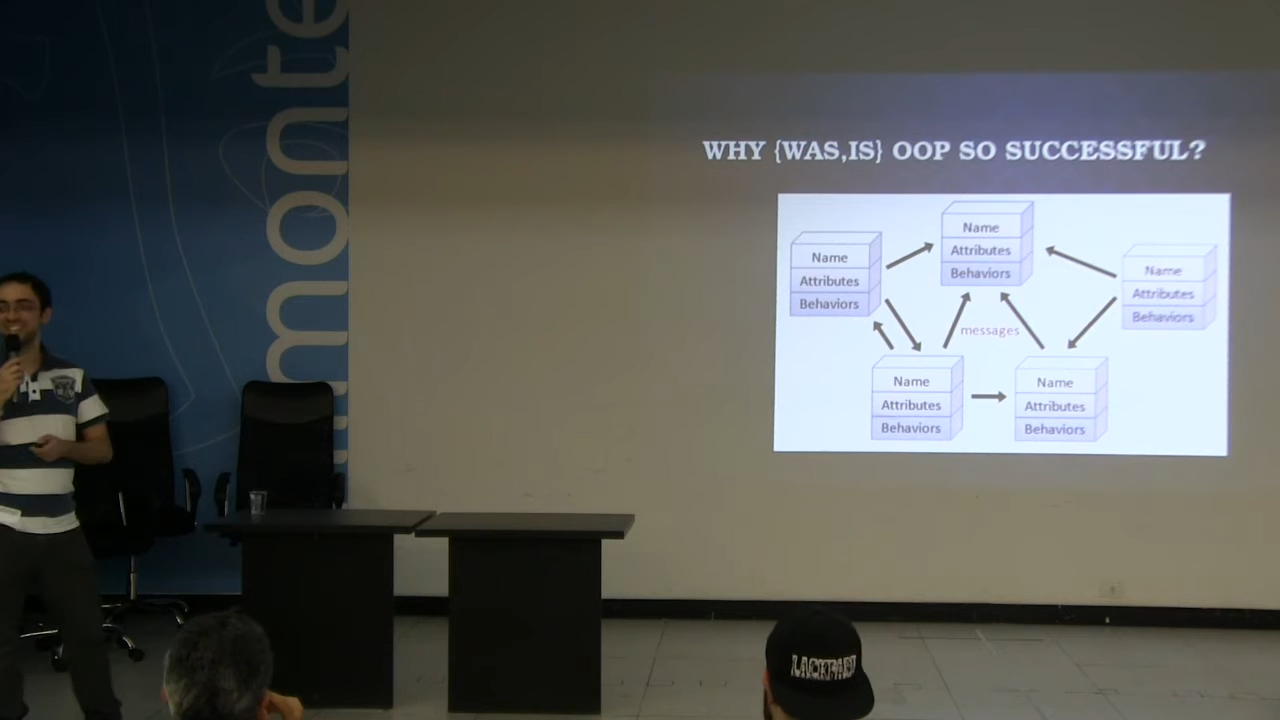 monte
WHY {WAS,IS} OOP SO SUCCESSFUL?
Name
Attributes
Behaviors
Name
Attributes
Behaviors
Name
Attributes
Behaviors
messages
Name
Attributes
Behaviors
Name
Attributes
Behaviors